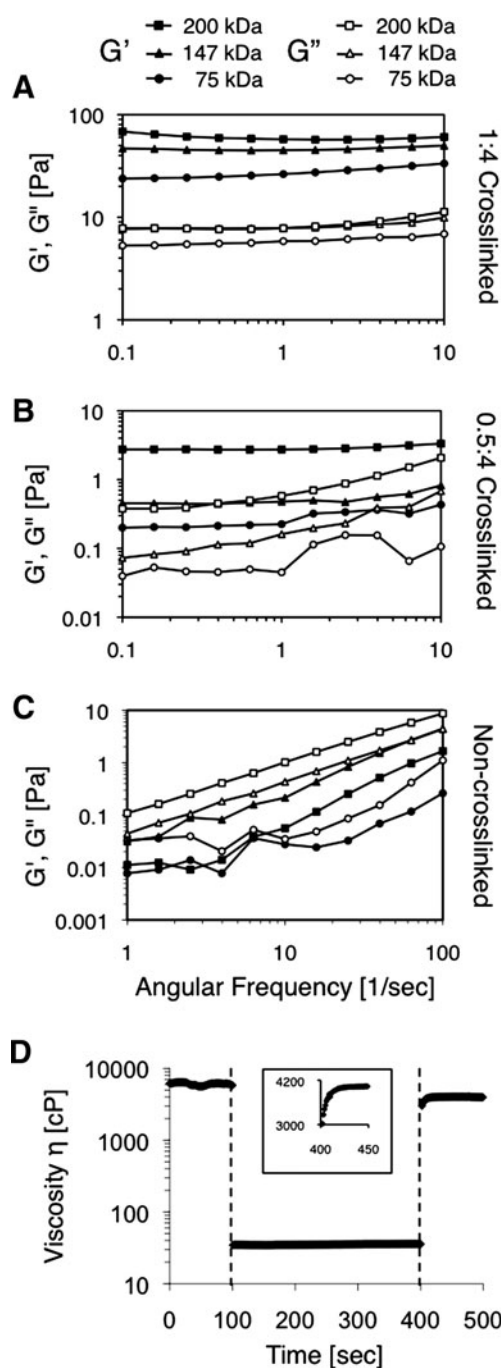 G' 200 kDa
147 kDa
75 kDa
G" 200 kDa
147 kDa
75 kDa
A
G', G" [Pa]
100
10
1
0.1 1 10
1:4 Crosslinked
B
G', G" [Pa]
10
1
0.1
0.01
0.1 1 10
0.5:4 Crosslinked
C
G', G" [Pa]
10
1
0.1
0.01
0.001
1 10 100
Angular Frequency [1/sec]
Non-crosslinked
D
Viscosity η [cP]
10000
1000
100
10
4200
3000
400 450
0 100 200 300 400 500
Time [sec]